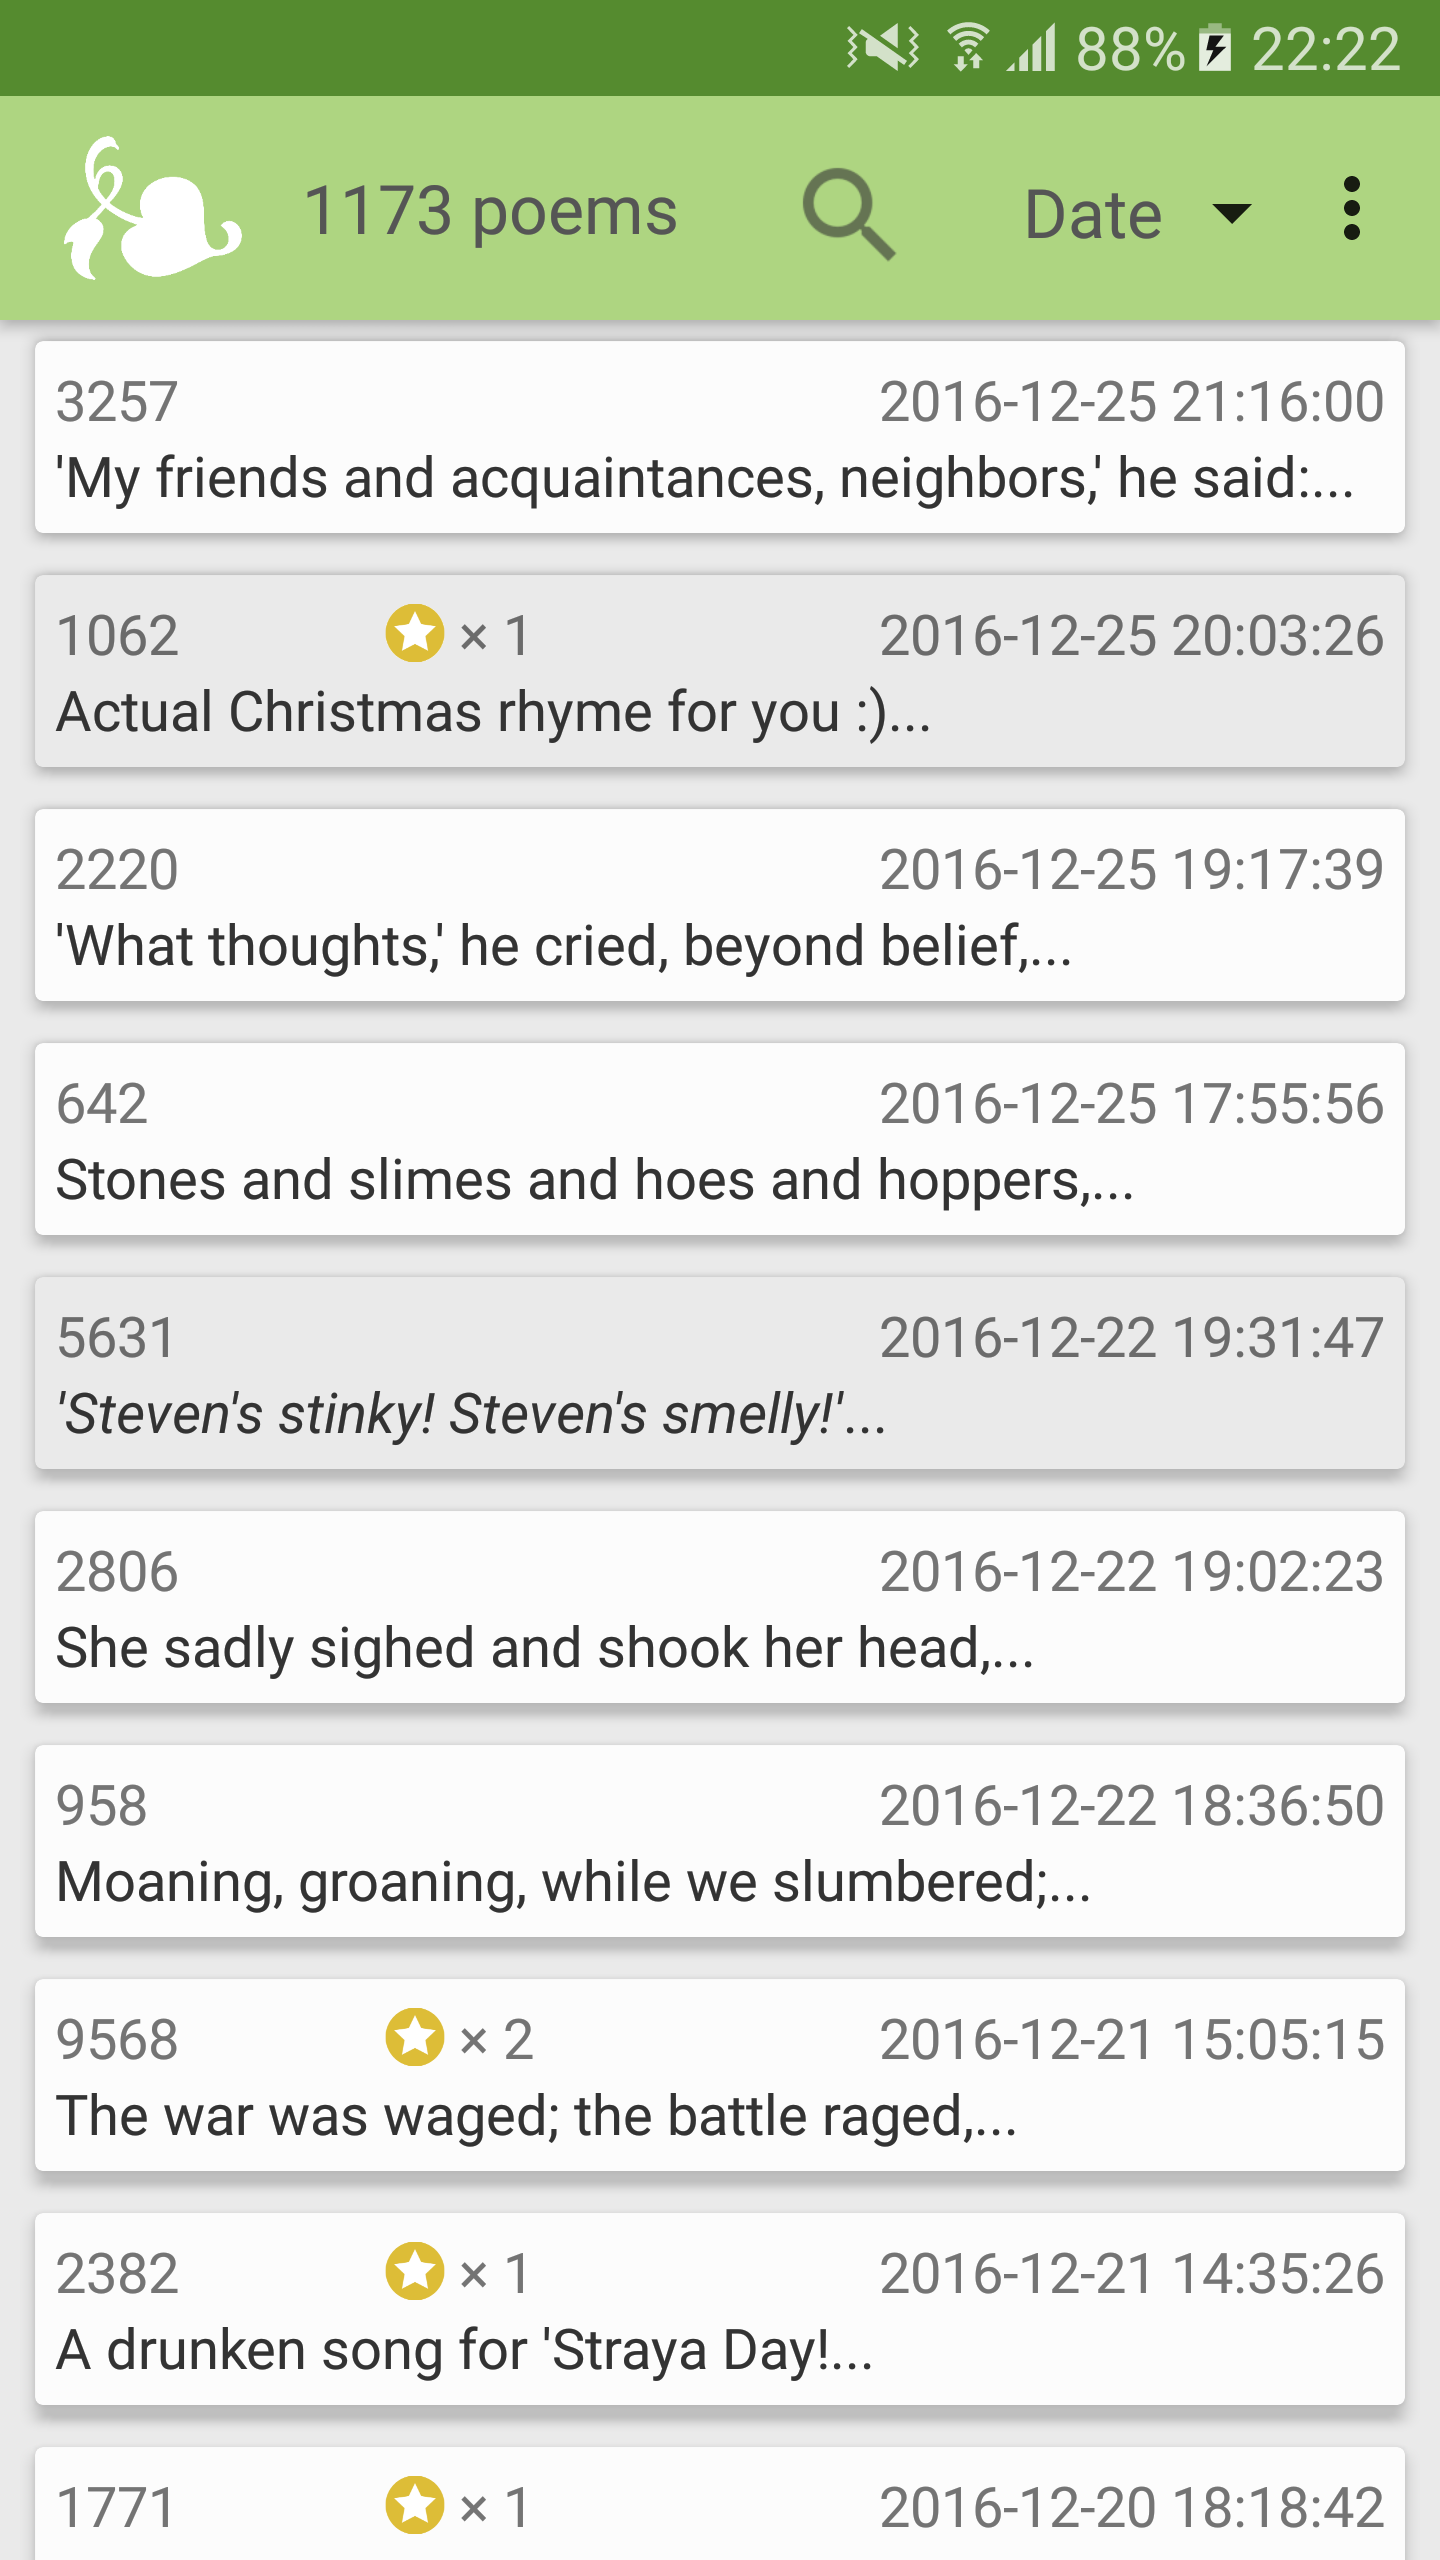 88% 22:22
1173 poems Date
3257 2016-12-25 21:16:00
'My friends and acquaintances, neighbors,' he said:...
1062 × 1 2016-12-25 20:03:26
Actual Christmas rhyme for you :)...
2220 2016-12-25 19:17:39
'What thoughts,' he cried, beyond belief,...
642 2016-12-25 17:55:56
Stones and slimes and hoes and hoppers,...
5631 2016-12-22 19:31:47
'Steven's stinky! Steven's smelly!'...
2806 2016-12-22 19:02:23
She sadly sighed and shook her head,...
958 2016-12-22 18:36:50
Moaning, groaning, while we slumbered;...
9568 × 2 2016-12-21 15:05:15
The war was waged; the battle raged,...
2382 × 1 2016-12-21 14:35:26
A drunken song for 'Straya Day!...
1771 × 1 2016-12-20 18:18:42